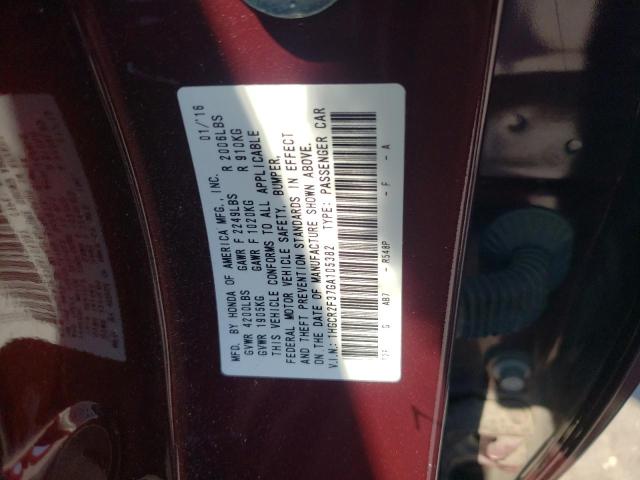 MFD. BY HONDA OF AMERICA MFG., INC. 01/'16
GVWR 4200LBS GAWR F 2249LBS R 2006LBS
GVWR 1905KG GAWR F 1020KG R 910KG
THIS VEHICLE CONFORMS TO ALL APPLICABLE
FEDERAL MOTOR VEHICLE SAFETY, BUMPER,
AND THEFT PREVENTION STANDARDS IN EFFECT
ON THE DATE OF MANUFACTURE SHOWN ABOVE.
V.I.N.: 1HGCR2F37GA105382 TYPE: PASSENGER CAR
G AB7 R548P - F - A